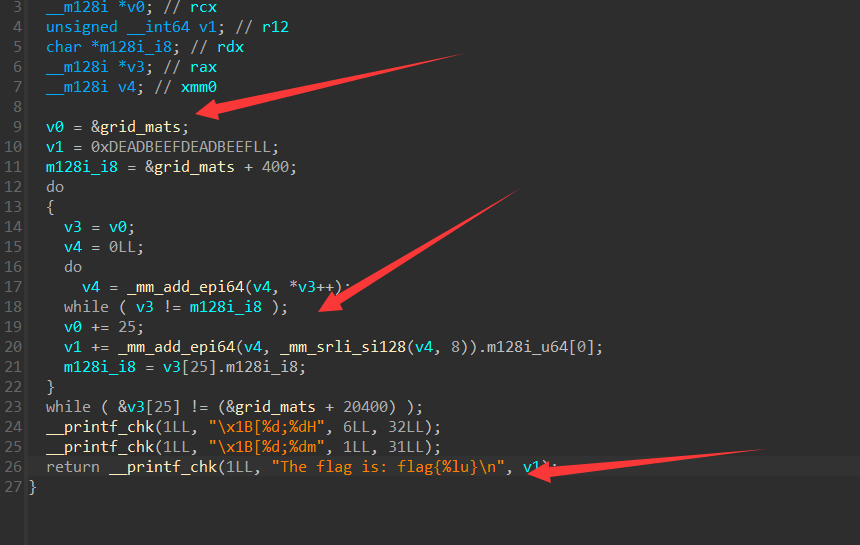 3 __m128i *v0; // rcx
4 unsigned __int64 v1; // r12
5 char *m128i_i8; // rdx
6 __m128i *v3; // rax
7 __m128i v4; // xmm0
8
9 v0 = &grid_mats;
10 v1 = 0xDEADBEEFDEADBEEFLL;
11 m128i_i8 = &grid_mats + 400;
12 do
13 {
14 v3 = v0;
15 v4 = 0LL;
16 do
17 v4 = _mm_add_epi64(v4, *v3++);
18 while ( v3 != m128i_i8 );
19 v0 += 25;
20 v1 += _mm_add_epi64(v4, _mm_srli_si128(v4, 8)).m128i_u64[0];
21 m128i_i8 = v3[25].m128i_i8;
22 }
23 while ( &v3[25] != (&grid_mats + 20400) );
24 __printf_chk(1LL, "\x1B[%d;%dH", 6LL, 32LL);
25 __printf_chk(1LL, "\x1B[%d;%dm", 1LL, 31LL);
26 return __printf_chk(1LL, "The flag is: flag{%lu}\n", v1);
27 }